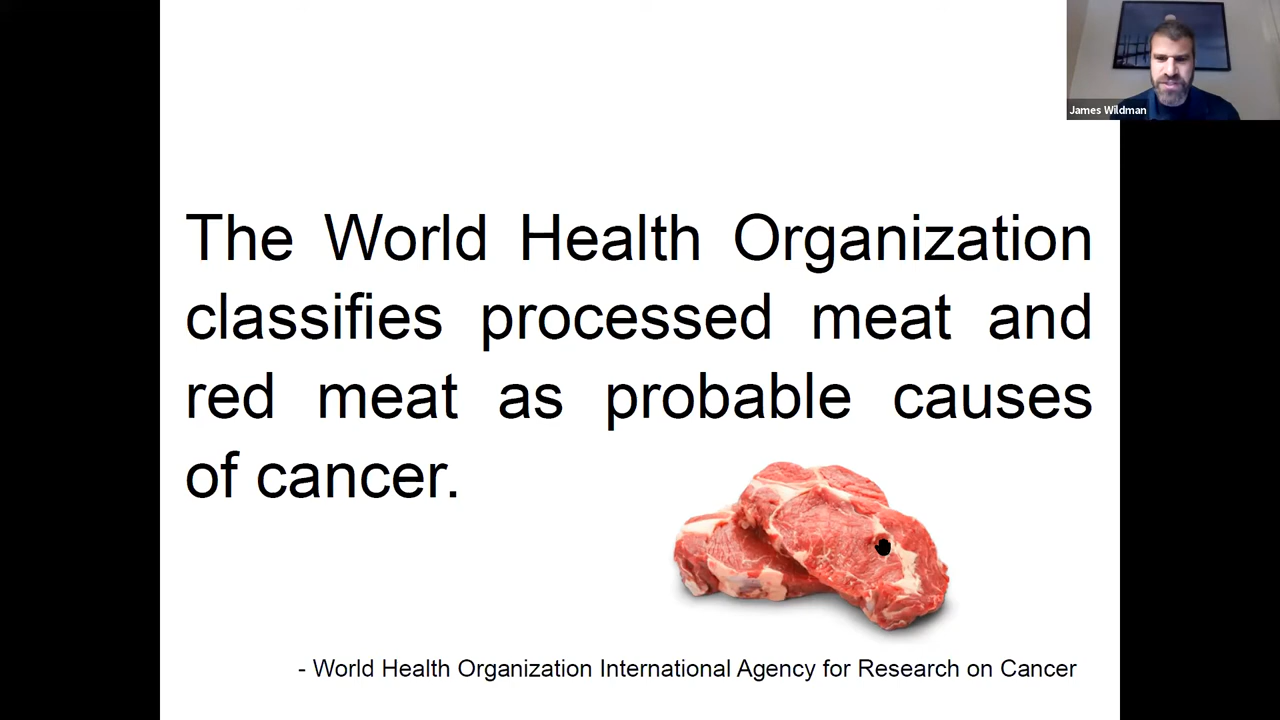 James Wildman
The World Health Organization
classifies processed meat and
red meat as probable causes
of cancer.
- World Health Organization International Agency for Research on Cancer